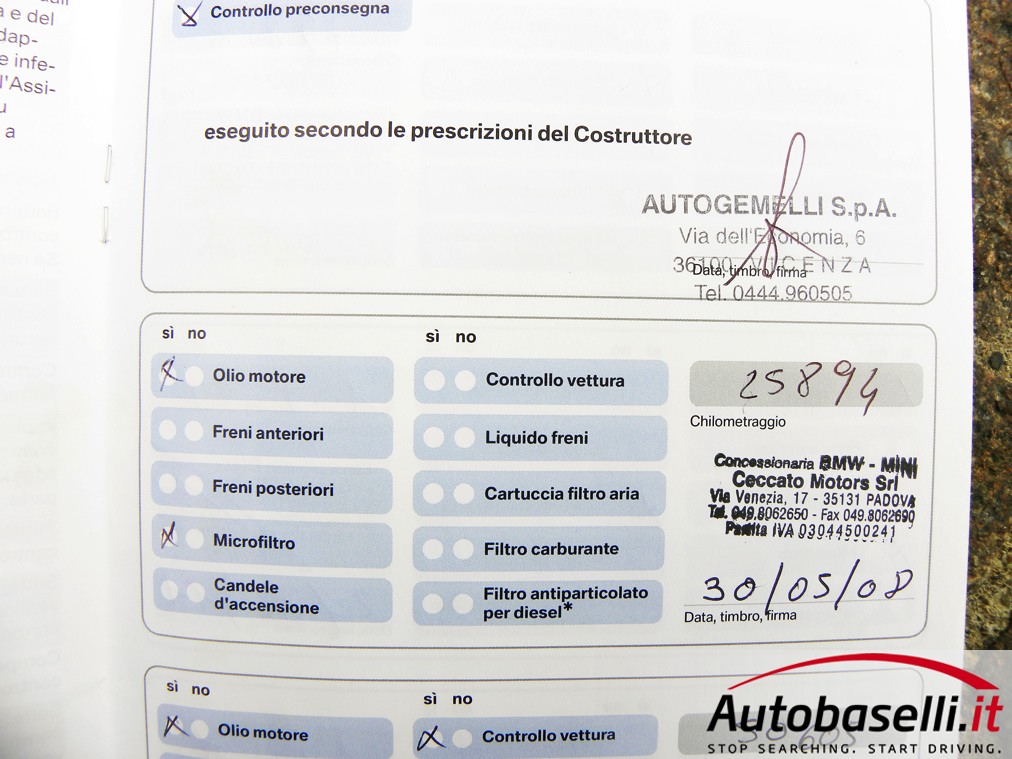 a e del
dap-
e infe-
l'Assi-
u
a
Controllo preconsegna
eseguito secondo le prescrizioni del Costruttore
AUTOGEMELLI S.p.A.
Via dell'Economia, 6
36100 VICENZA
Data, timbro, firma
Tel. 0444.960505
sì no
sì no
Olio motore
Controllo vettura
25894
Chilometraggio
Freni anteriori
Liquido freni
Freni posteriori
Cartuccia filtro aria
Microfiltro
Filtro carburante
Candele
d'accensione
Filtro antiparticolato
per diesel*
Concessionaria BMW - MINI
Ceccato Motors Srl
Via Venezia, 17 - 35131 PADOVA
Tel. 049.8062650 - Fax 049.8062690
Partita IVA 03044500241
30/05/08
Data, timbro, firma
sì no
sì no
Olio motore
Controllo vettura
Autobaselli.it
STOP SEARCHING. START DRIVING.